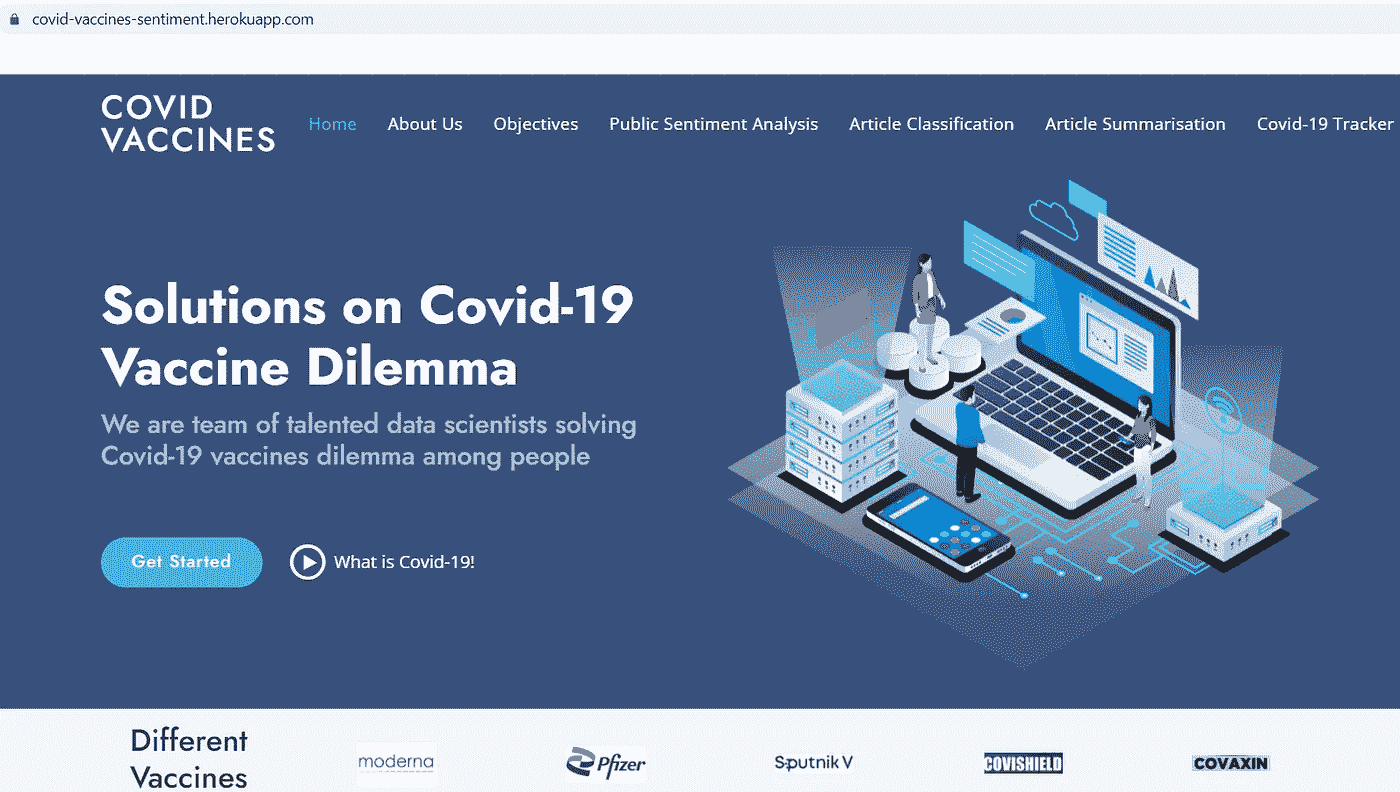 covid-vaccines-sentiment.herokuapp.com
COVID
VACCINES
Home About Us Objectives Public Sentiment Analysis Article Classification Article Summarisation Covid-19 Tracker
Solutions on Covid-19
Vaccine Dilemma
We are team of talented data scientists solving
Covid-19 vaccines dilemma among people
Get Started What is Covid-19!
Different
Vaccines
moderna Pfizer Sputnik V COVISHIELD COVAXIN